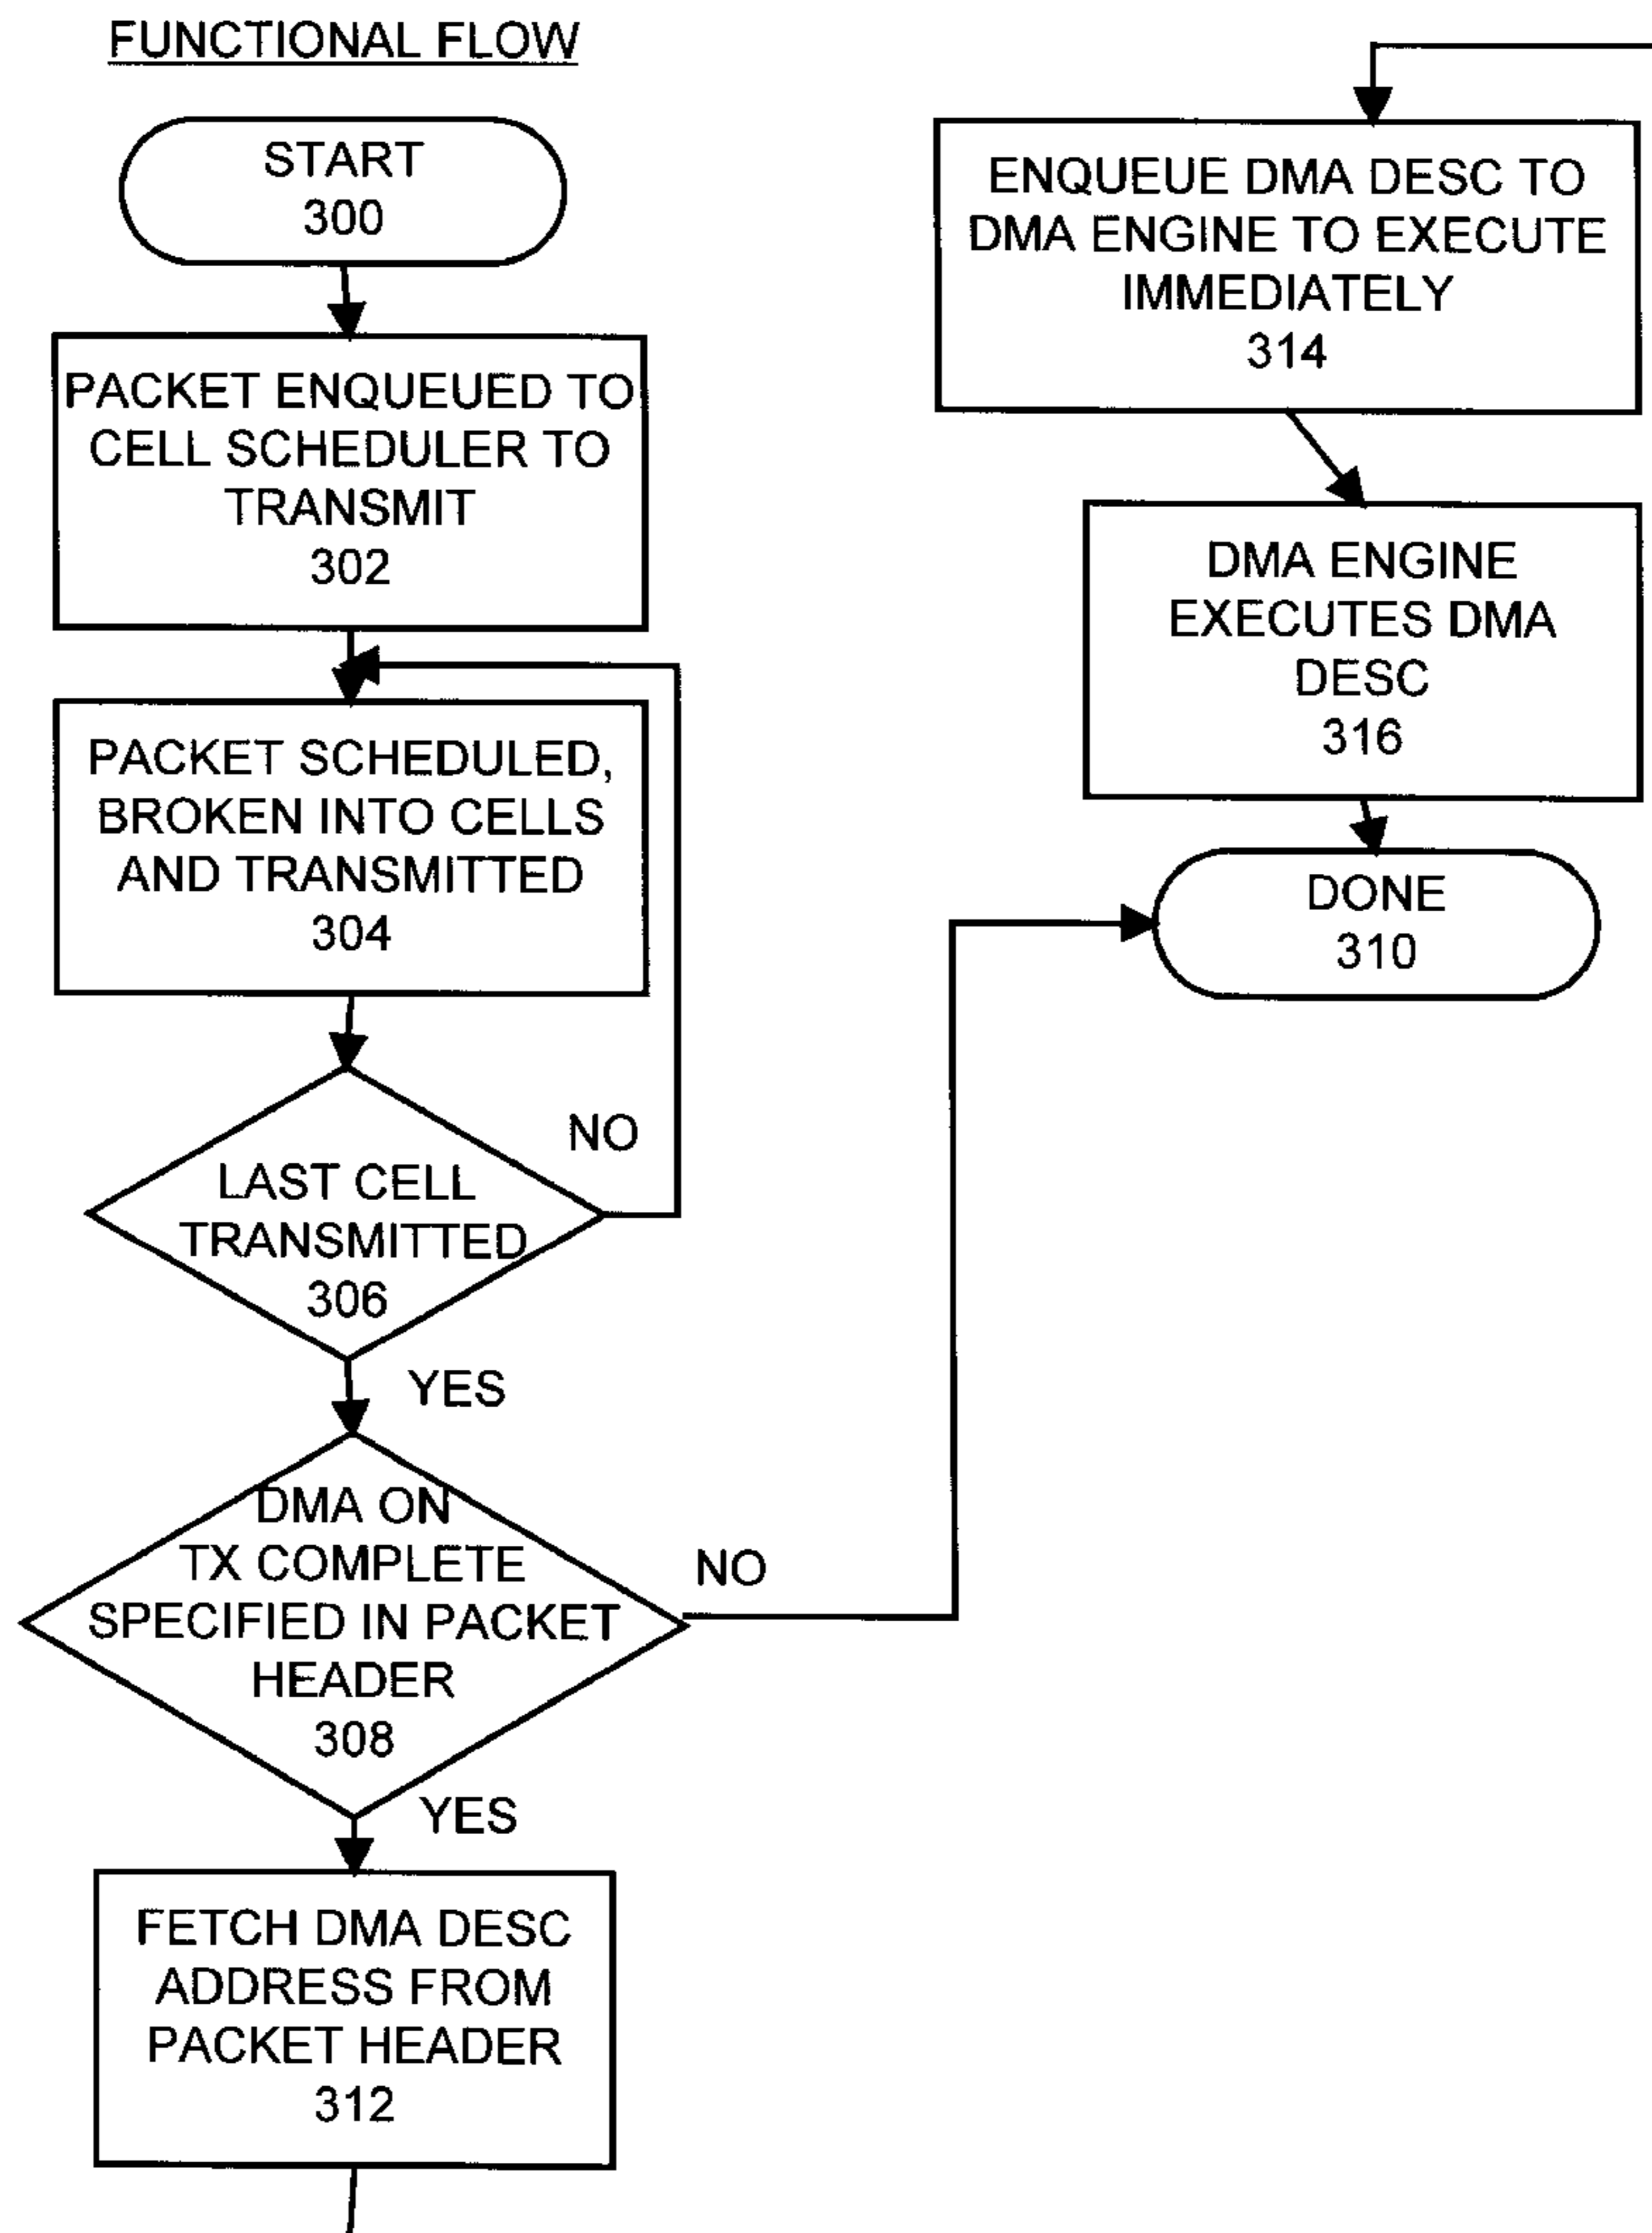 FUNCTIONAL FLOW
START
300
PACKET ENQUEUED TO
CELL SCHEDULER TO
TRANSMIT
302
PACKET SCHEDULED,
BROKEN INTO CELLS
AND TRANSMITTED
304
NO
LAST CELL
TRANSMITTED
306
YES
DMA ON
TX COMPLETE
SPECIFIED IN PACKET
HEADER
308
NO
YES
FETCH DMA DESC
ADDRESS FROM
PACKET HEADER
312
ENQUEUE DMA DESC TO
DMA ENGINE TO EXECUTE
IMMEDIATELY
314
DMA ENGINE
EXECUTES DMA
DESC
316
DONE
310